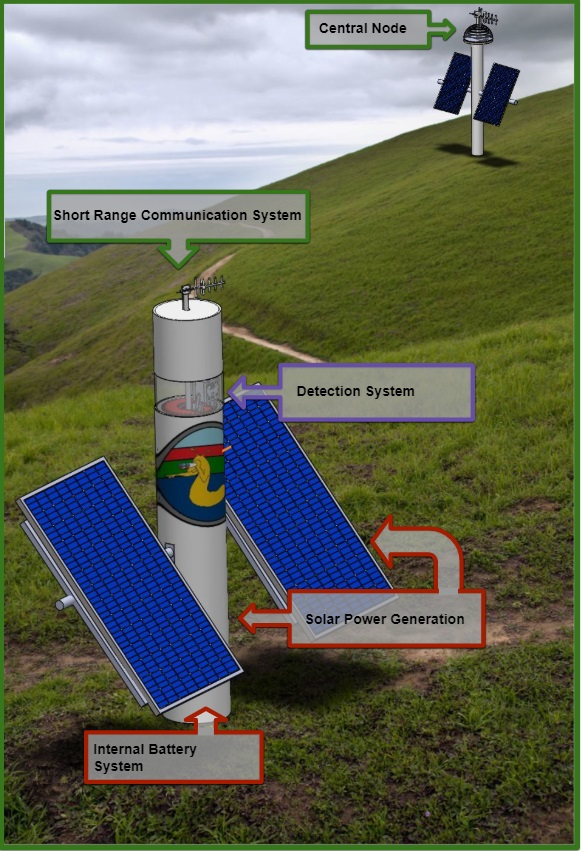 Central Node
Short Range Communication System
Detection System
Solar Power Generation
Internal Battery
System